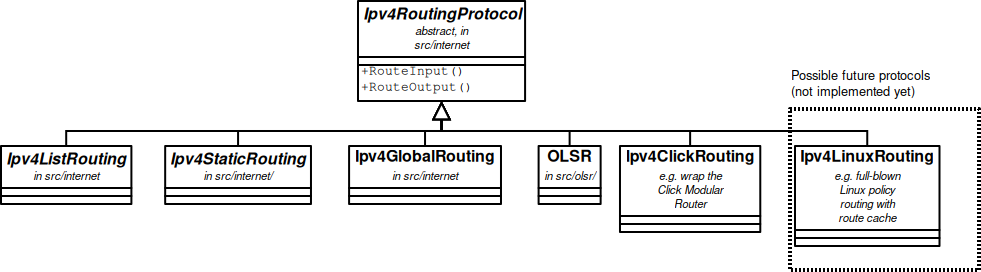 Ipv4RoutingProtocol
abstract, in
src/internet
+RouteInput()
+RouteOutput()
Possible future protocols
(not implemented yet)
Ipv4ListRouting
in src/internet
Ipv4StaticRouting
in src/internet/
Ipv4GlobalRouting
in src/internet
OLSR
in src/olsr/
Ipv4ClickRouting
e.g. wrap the
Click Modular
Router
Ipv4LinuxRouting
e.g. full-blown
Linux policy
routing with
route cache